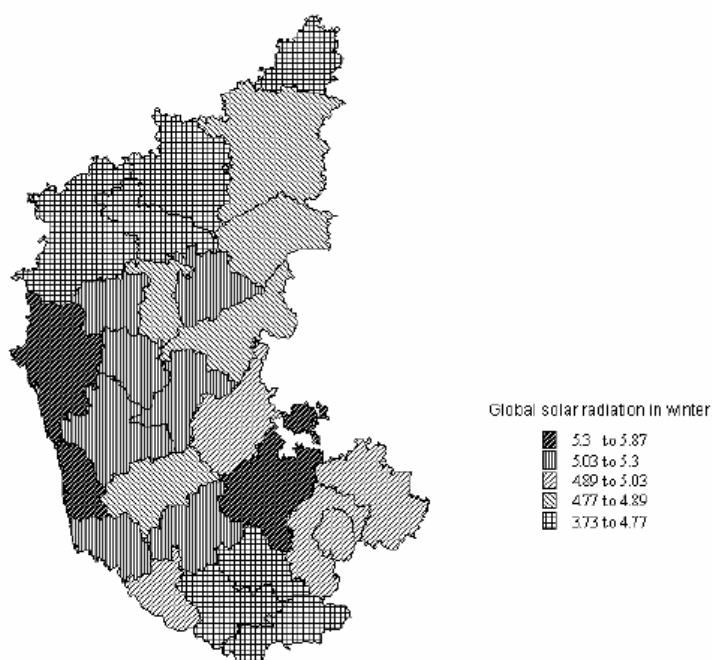 Global solar radiation in winter
5.3 to 5.87
5.03 to 5.3
4.89 to 5.03
4.77 to 4.89
3.73 to 4.77